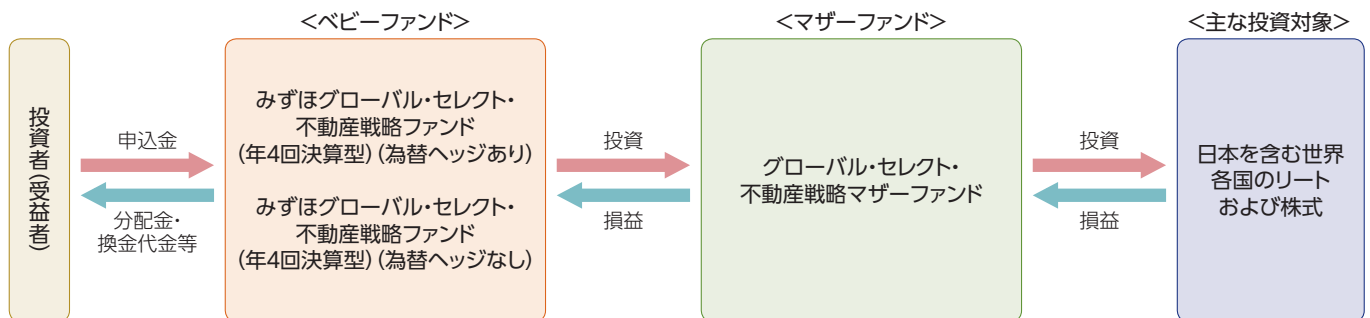 <ベビーファンド>
<マザーファンド>
<主な投資対象>
投資者(受益者)
申込金
分配金・
換金代金等
みずほグローバル・セレクト・
不動産戦略ファンド
(年4回決算型)(為替ヘッジあり)
みずほグローバル・セレクト・
不動産戦略ファンド
(年4回決算型)(為替ヘッジなし)
投資
損益
グローバル・セレクト・
不動産戦略マザーファンド
投資
損益
日本を含む世界
各国のリート
および株式